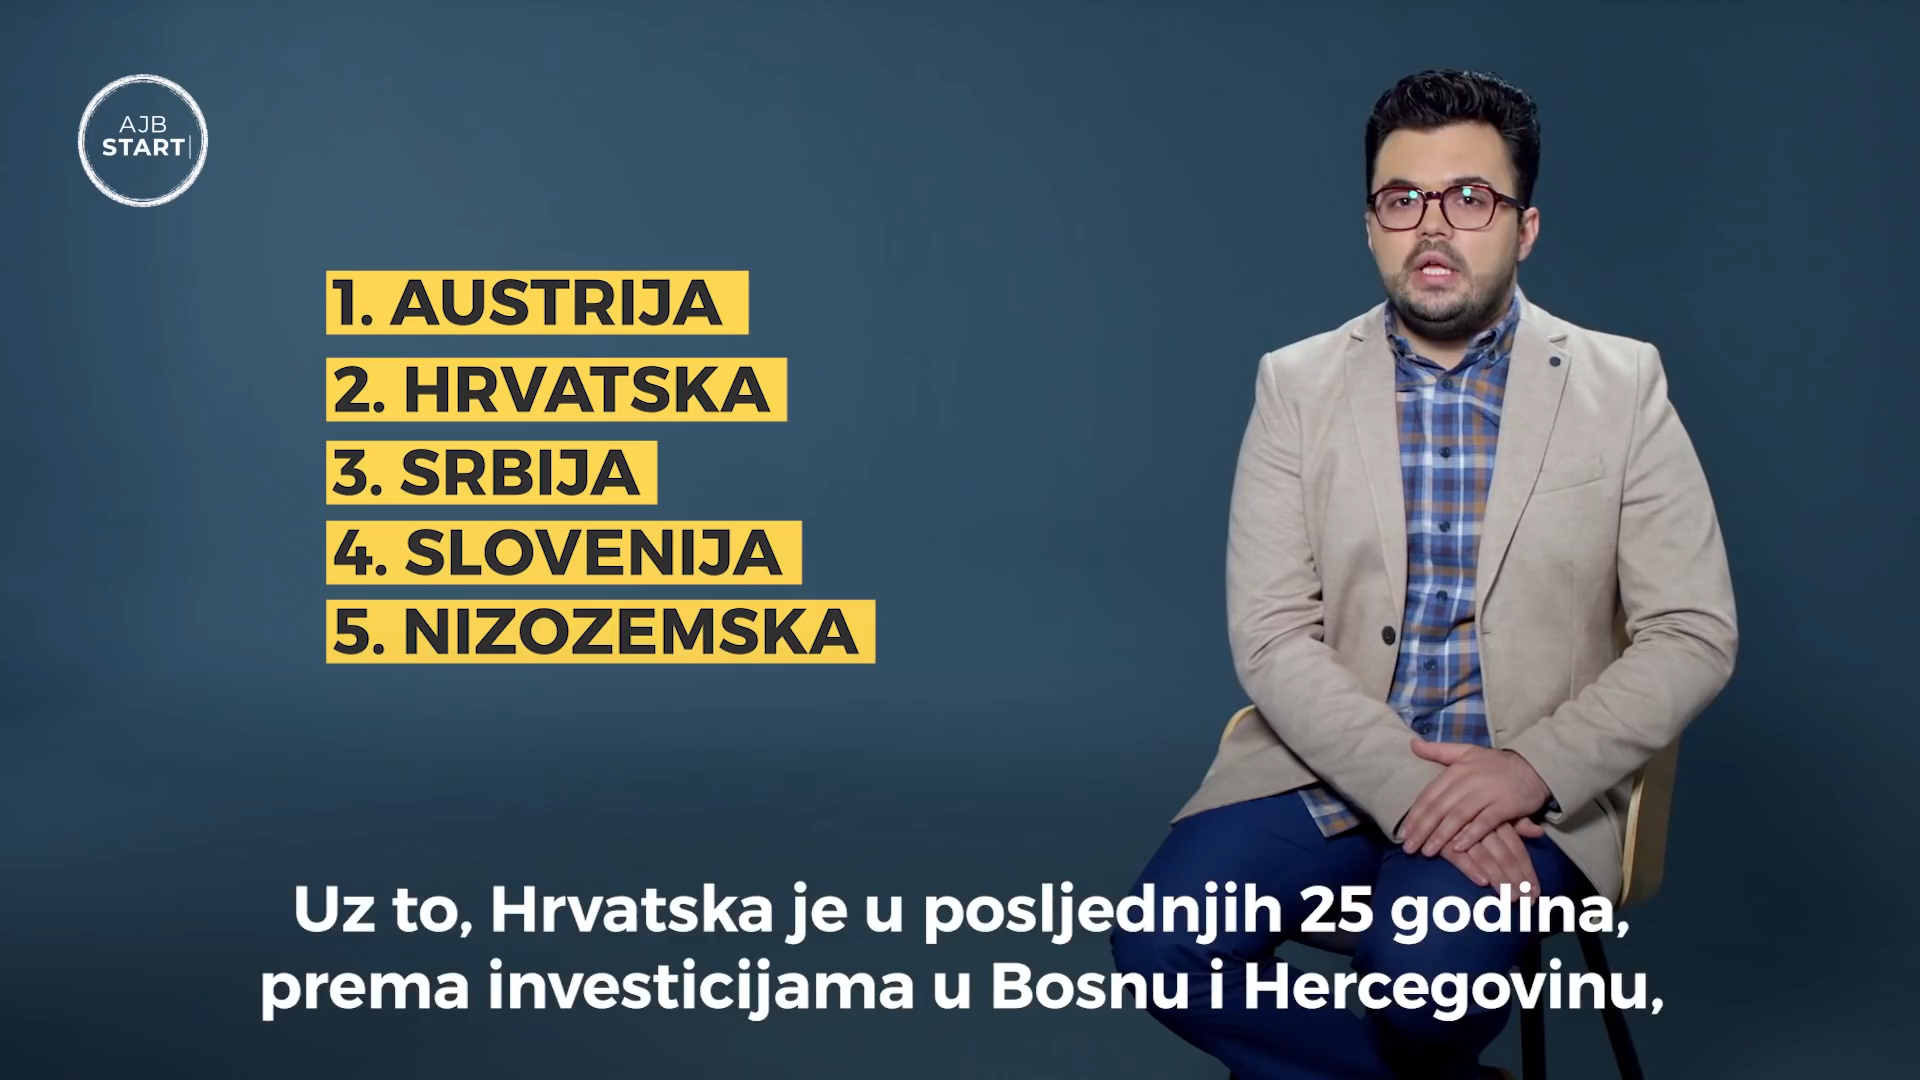 AJB
START
1. AUSTRIJA
2. HRVATSKA
3. SRBIJA
4. SLOVENIJA
5. NIZOZEMSKA
Uz to, Hrvatska je u posljednjih 25 godina,
prema investicijama u Bosnu i Hercegovinu,